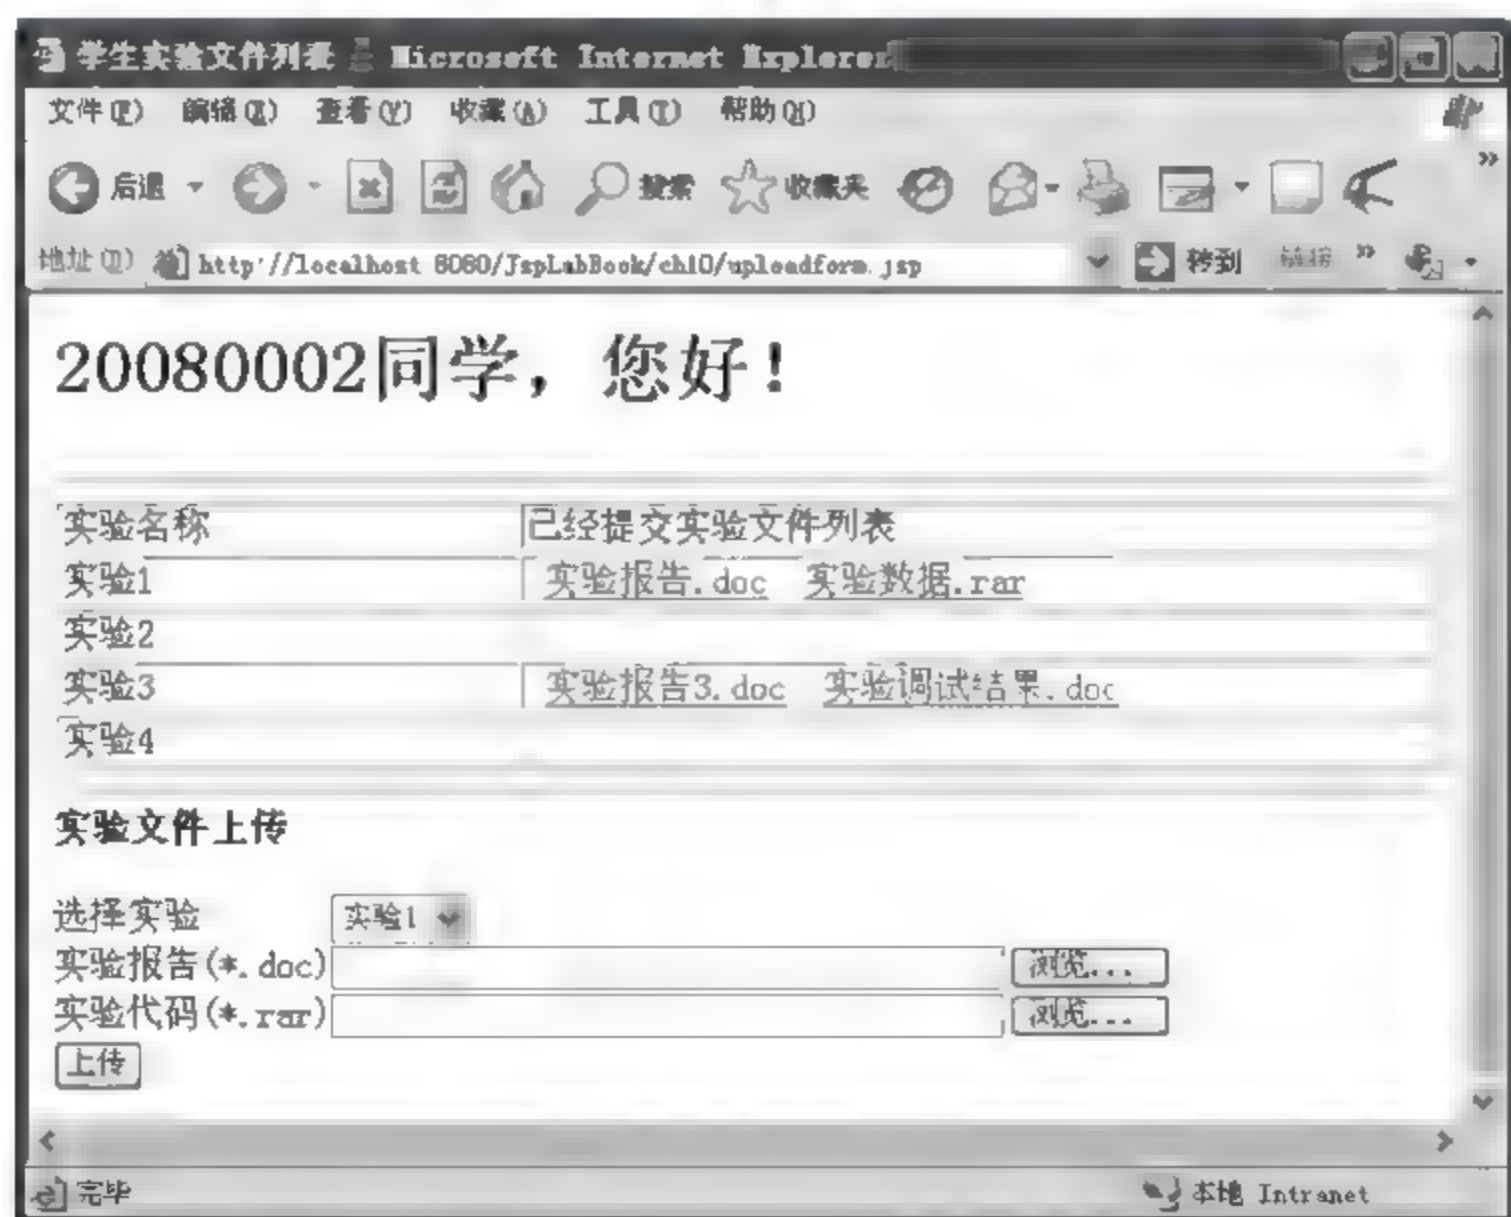 学生实验文件列表 - Microsoft Internet Explorer
文件(F) 编辑(E) 查看(V) 收藏(A) 工具(T) 帮助(H)
后退 搜索 收藏夹 »
地址(D) http://localhost:8080/JspLabBook/ch10/uploadform.jsp 转到 链接 »
20080002同学，您好！
实验名称 已经提交实验文件列表
实验1 实验报告.doc 实验数据.rar
实验2
实验3 实验报告3.doc 实验调试结果.doc
实验4
实验文件上传
选择实验 实验1
实验报告(*.doc) 浏览...
实验代码(*.rar) 浏览...
上传
完毕 本地 Intranet